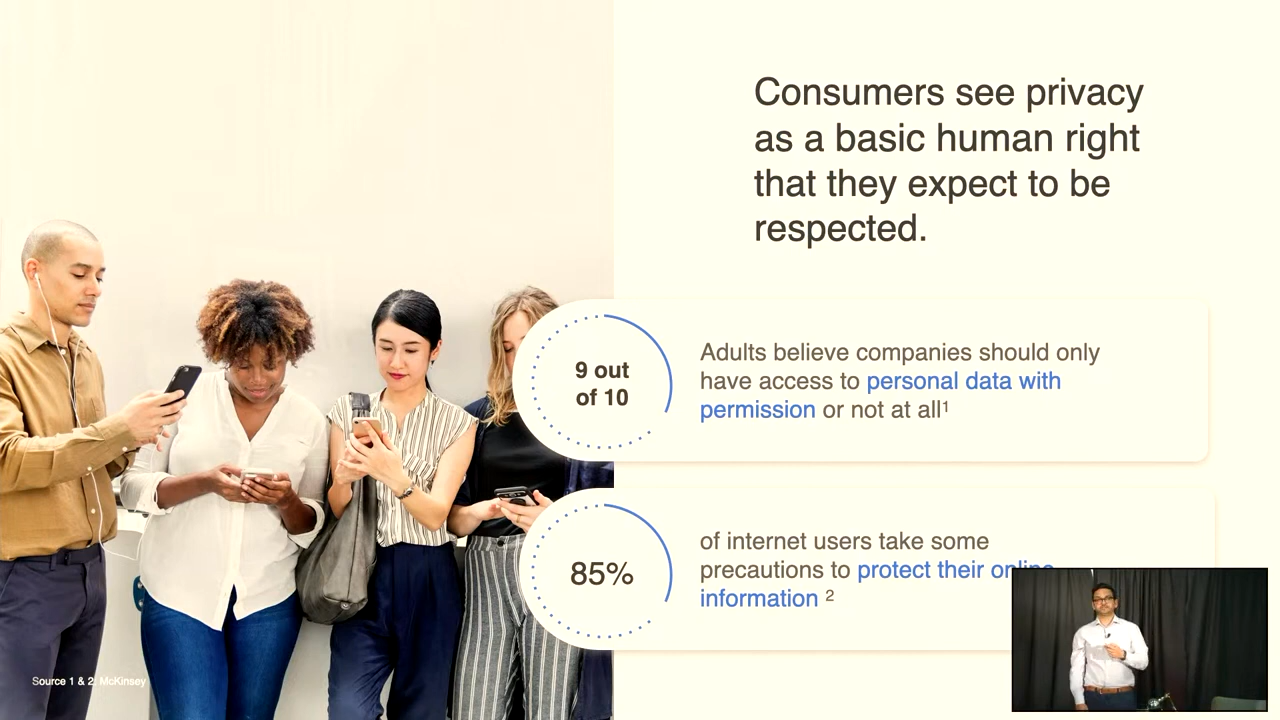 Consumers see privacy
as a basic human right
that they expect to be
respected.
9 out
of 10
Adults believe companies should only
have access to personal data with
permission or not at all¹
85%
of internet users take some
precautions to protect their online
information ²
Source 1 & 2: McKinsey